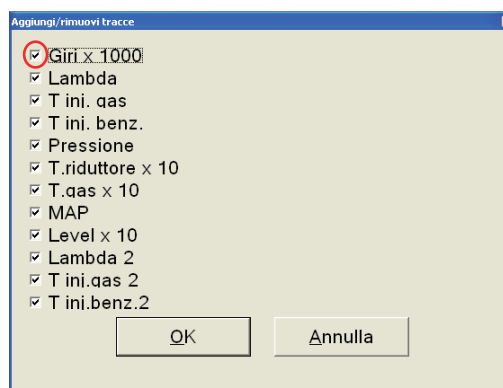 Aggiungi/rimuovi tracce
Giri x 1000
Lambda
T inj. gas
T inj. benz.
Pressione
T.riduttore x 10
T.gas x 10
MAP
Level x 10
Lambda 2
T inj.gas 2
T inj.benz.2
OK Annulla